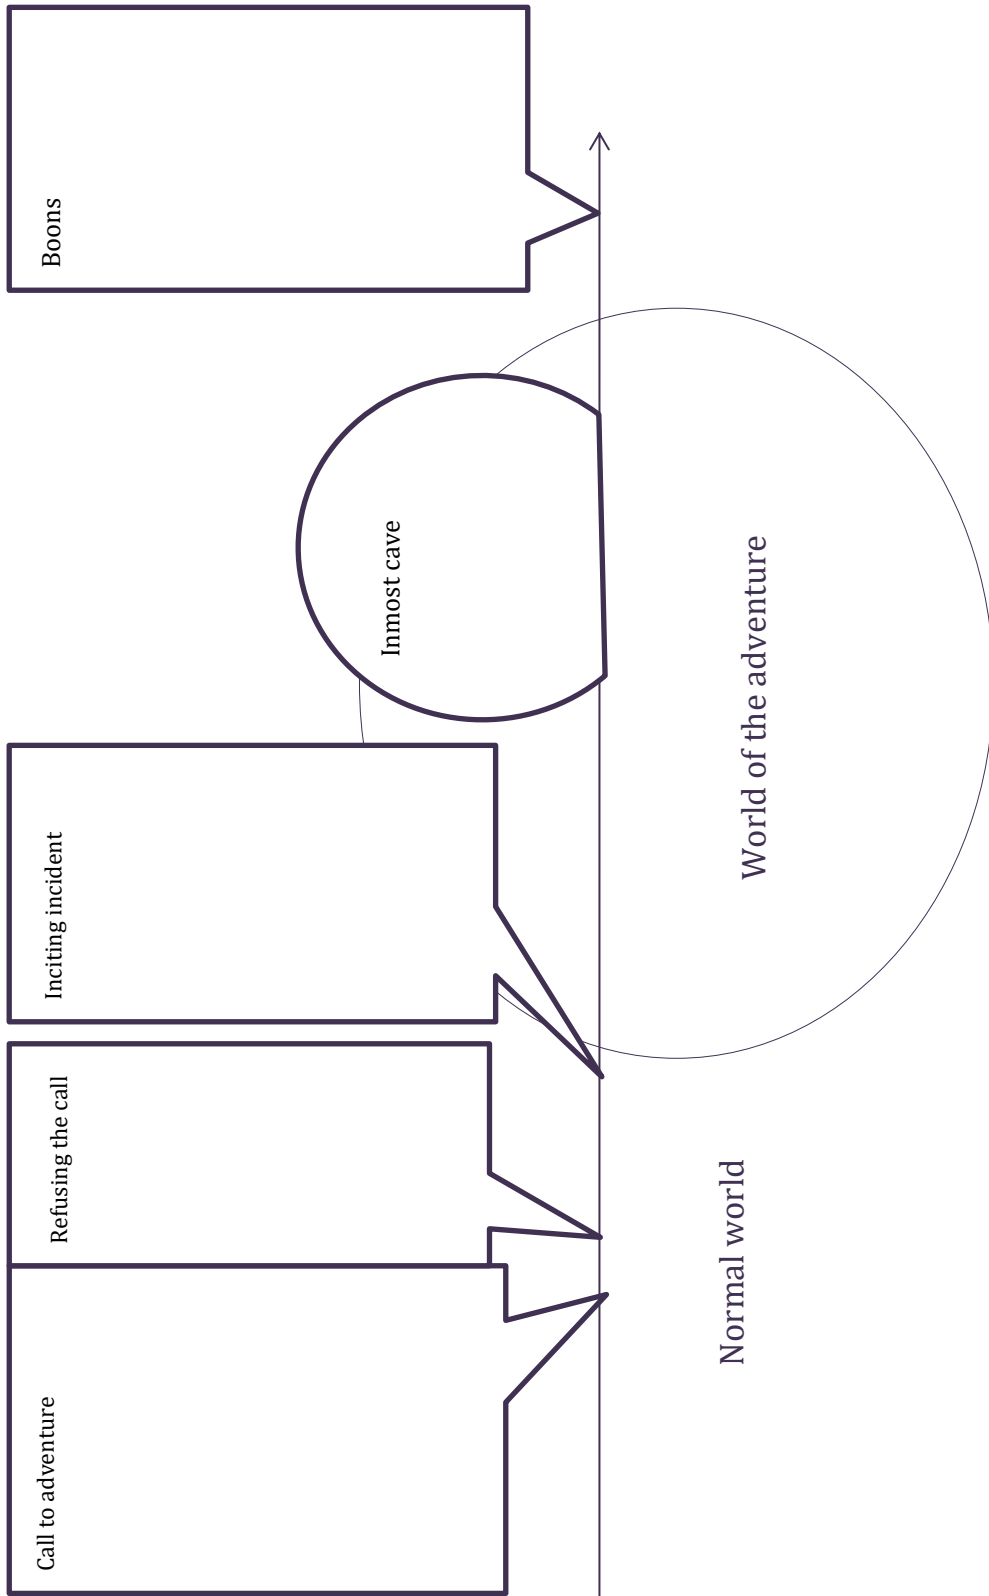 Call to adventure
Refusing the call
Inciting incident
Inmost cave
Boons
Normal world
World of the adventure